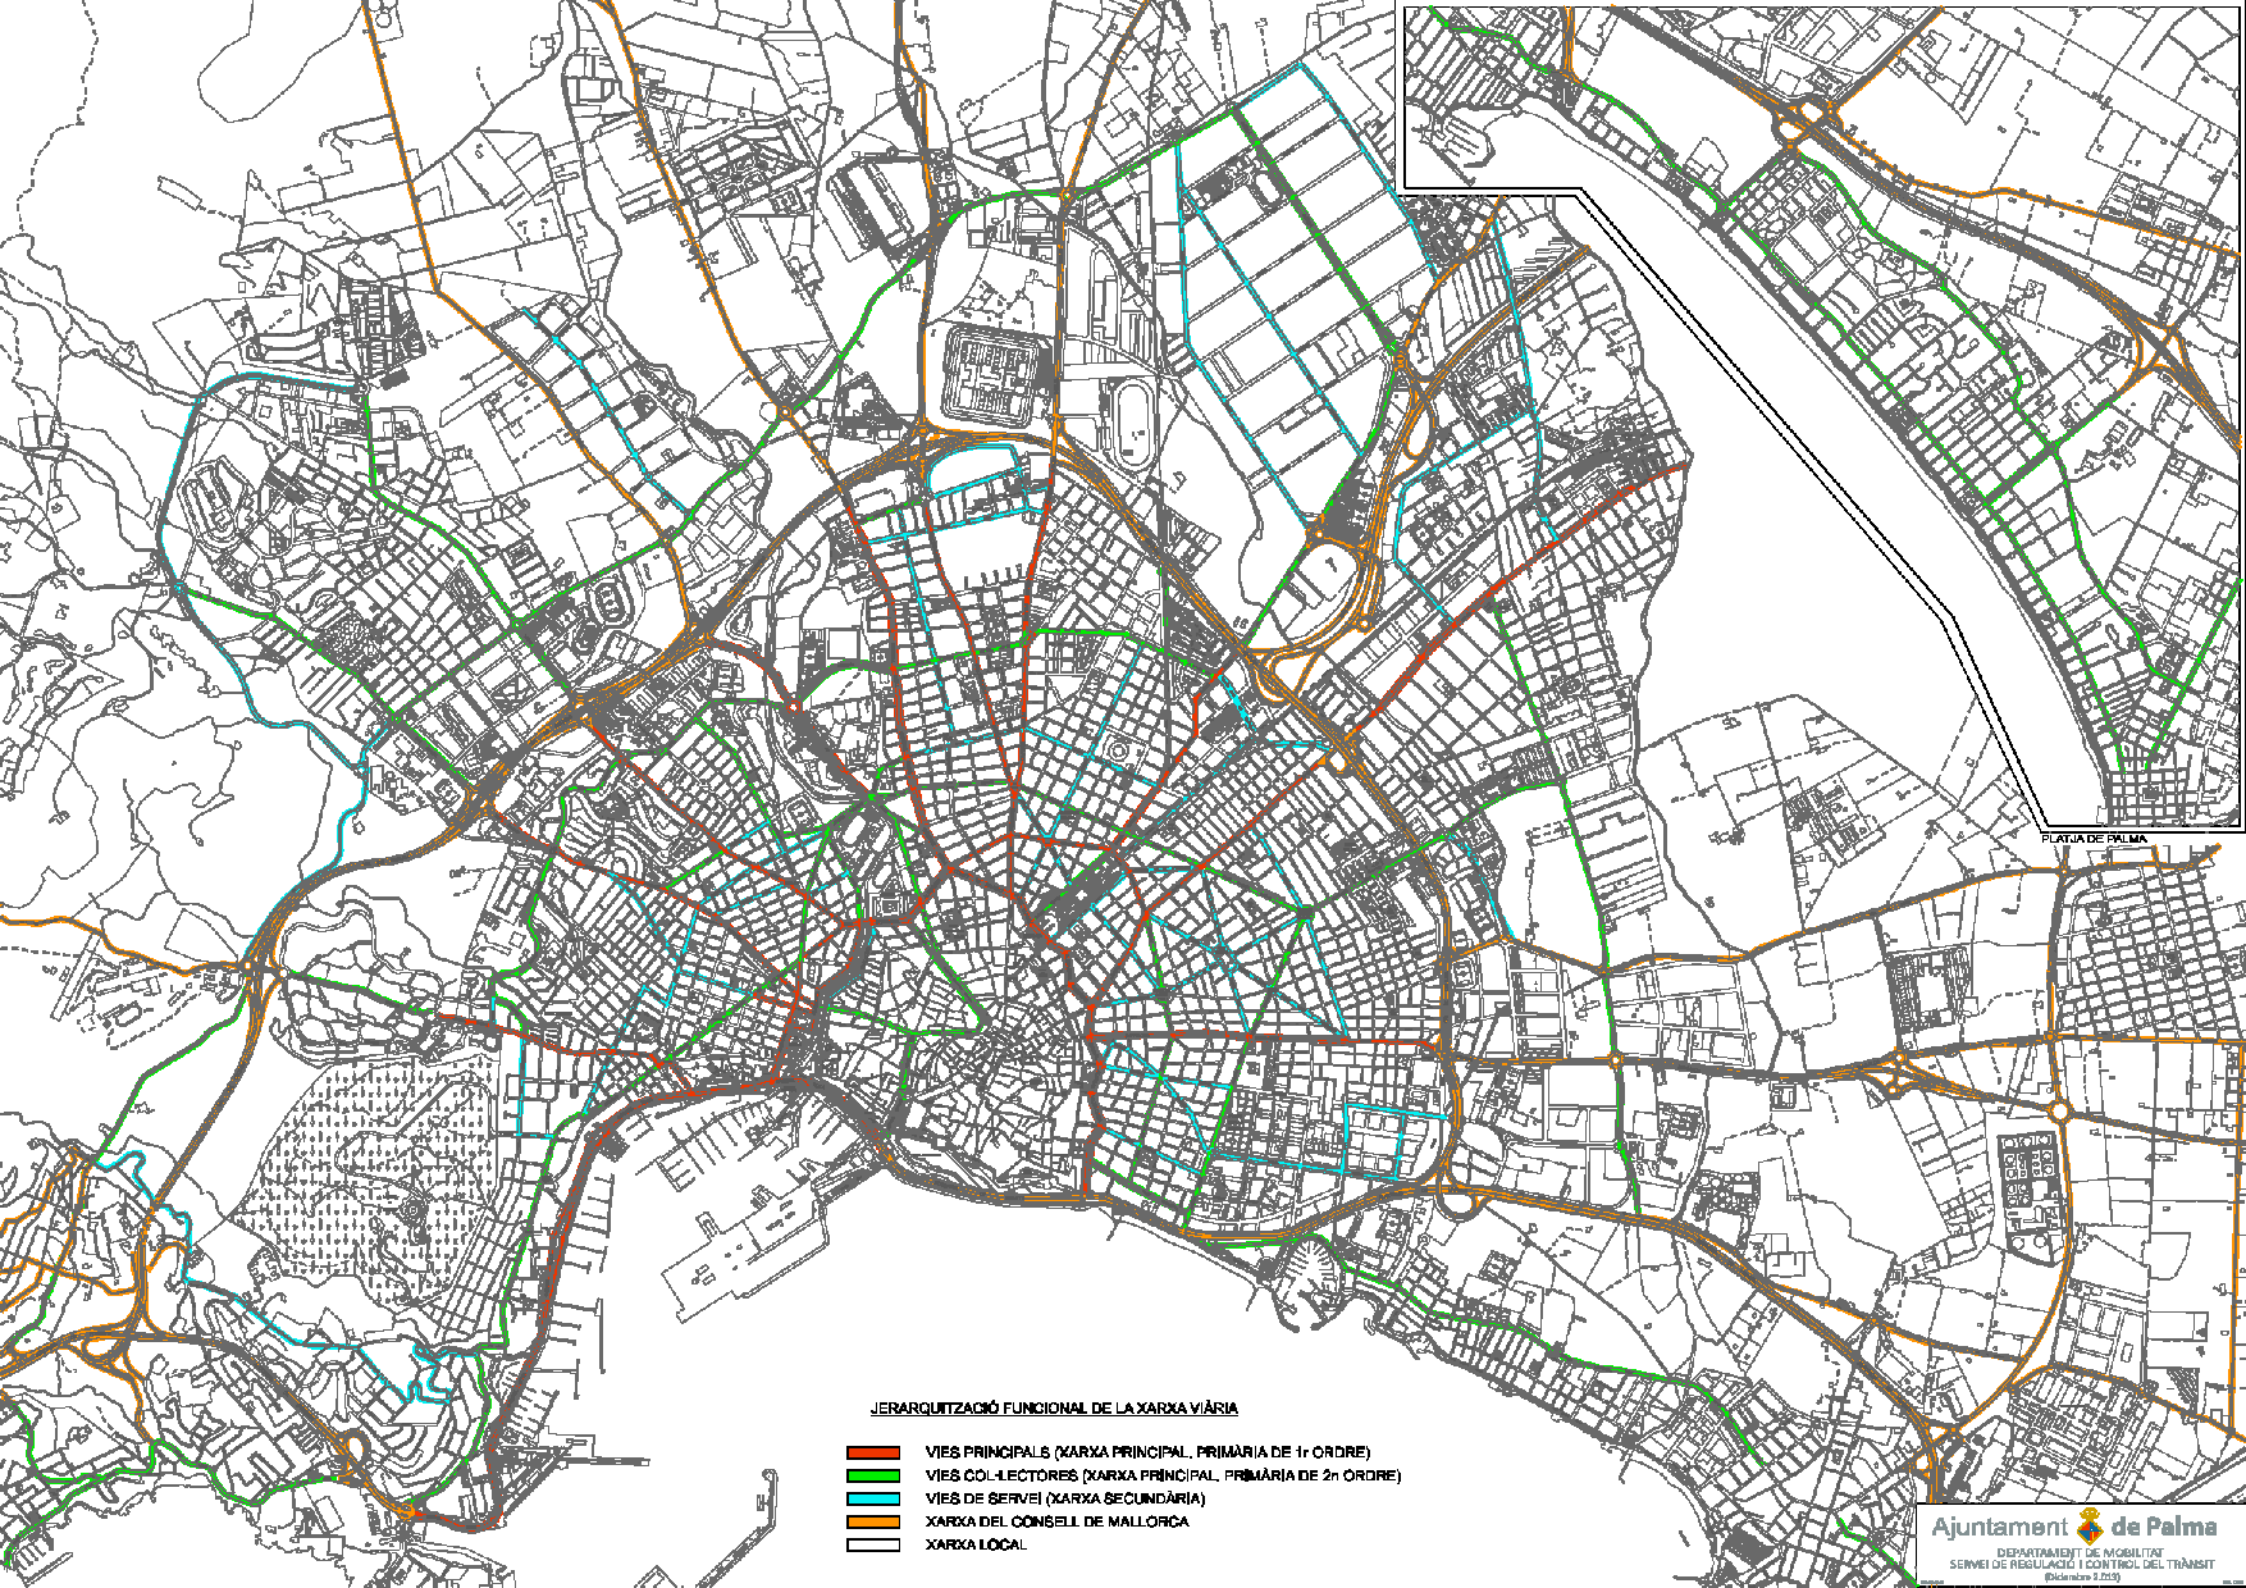 PLATJA DE PALMA
JERARQUITZACIÓ FUNCIONAL DE LA XARXA VIÀRIA
VIES PRINCIPALS (XARXA PRINCIPAL, PRIMÀRIA DE 1r ORDRE)
VIES COL·LECTORES (XARXA PRINCIPAL, PRIMÀRIA DE 2n ORDRE)
VIES DE SERVEI (XARXA SECUNDÀRIA)
XARXA DEL CONSELL DE MALLORCA
XARXA LOCAL
Ajuntament de Palma
DEPARTAMENT DE MOBILITAT
SERVEI DE REGULACIÓ I CONTROL DEL TRÀNSIT